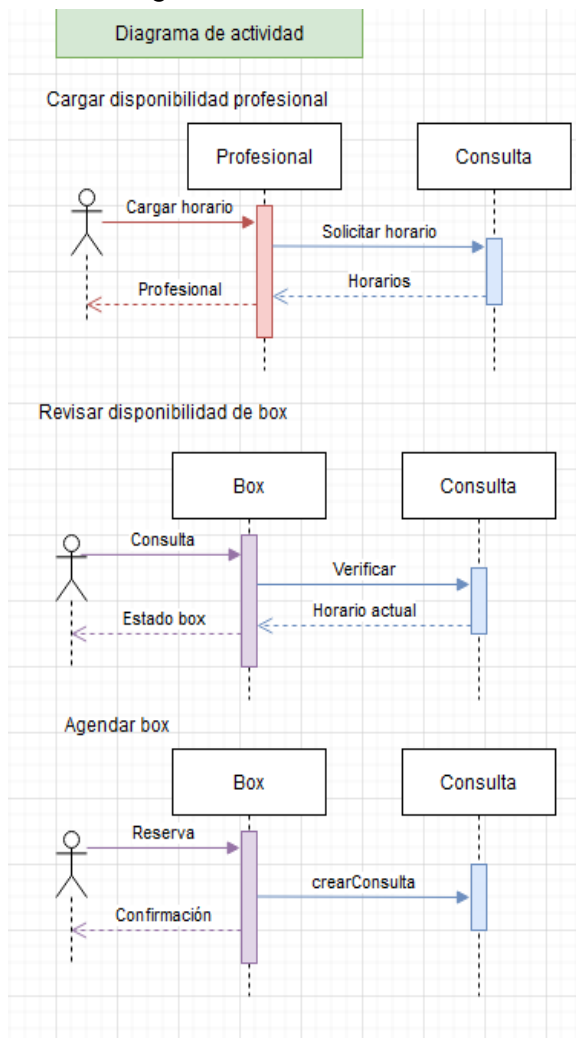 Diagrama de actividad
Cargar disponibilidad profesional
Profesional
Consulta
Cargar horario
Solicitar horario
Horarios
Profesional
Revisar disponibilidad de box
Box
Consulta
Consulta
Verificar
Horario actual
Estado box
Agendar box
Box
Consulta
Reserva
crearConsulta
Confirmación